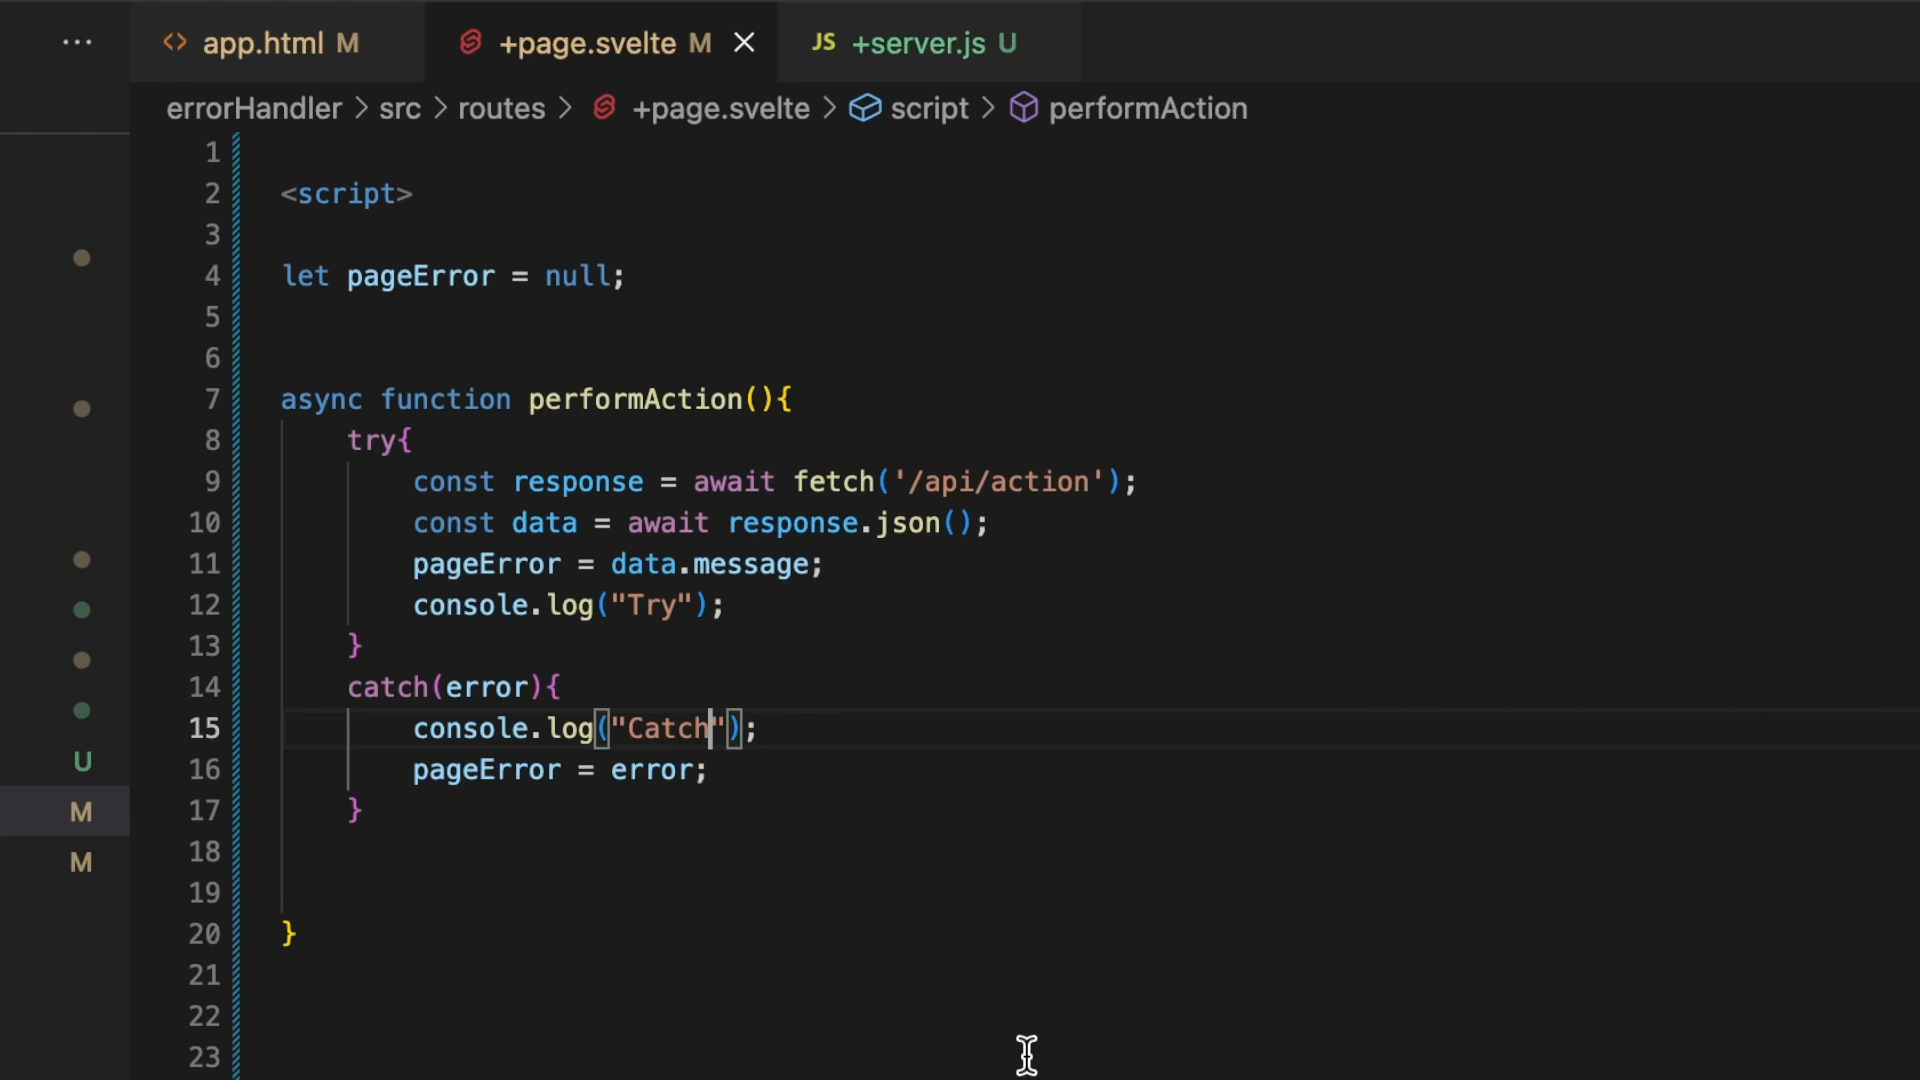 ··· <> app.html M +page.svelte M × JS +server.js U
errorHandler > src > routes > +page.svelte > script > performAction
1
2 <script>
3
4 let pageError = null;
5
6
7 async function performAction(){
8 try{
9 const response = await fetch('/api/action');
10 const data = await response.json();
11 pageError = data.message;
12 console.log("Try");
13 }
14 catch(error){
15 console.log("Catch");
U
16 pageError = error;
M
17 }
M
18
19
20 }
21
22
23